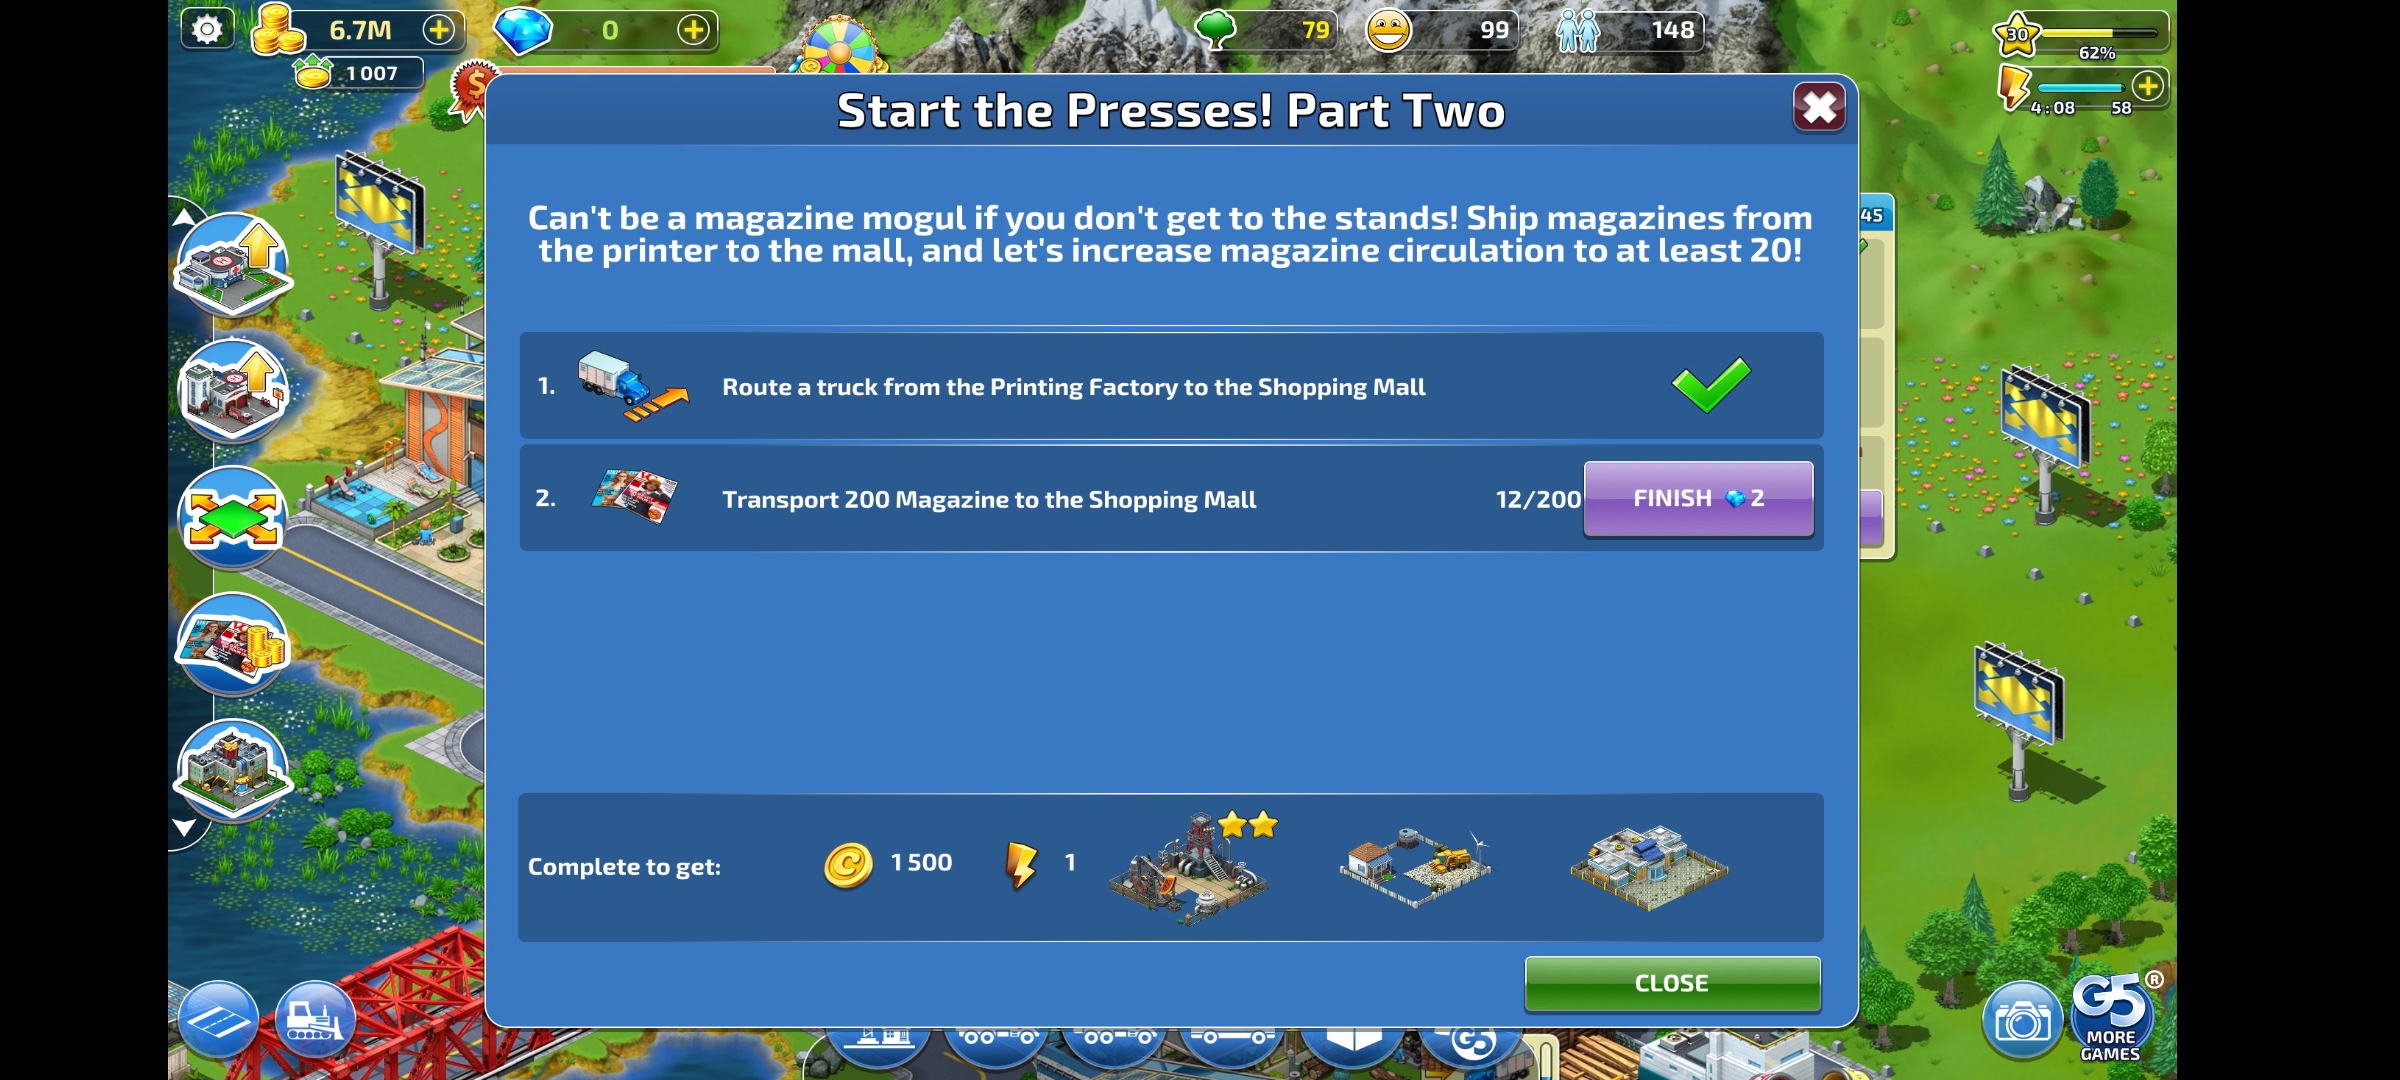 6.7M
0
79
99
148
30
62%
1 007
4:08
58
Start the Presses! Part Two
45
Can't be a magazine mogul if you don't get to the stands! Ship magazines from
the printer to the mall, and let's increase magazine circulation to at least 20!
1.
Route a truck from the Printing Factory to the Shopping Mall
2.
Transport 200 Magazine to the Shopping Mall
12/200
FINISH 2
Complete to get:
1 500
1
CLOSE
G5
G5®
MORE
GAMES